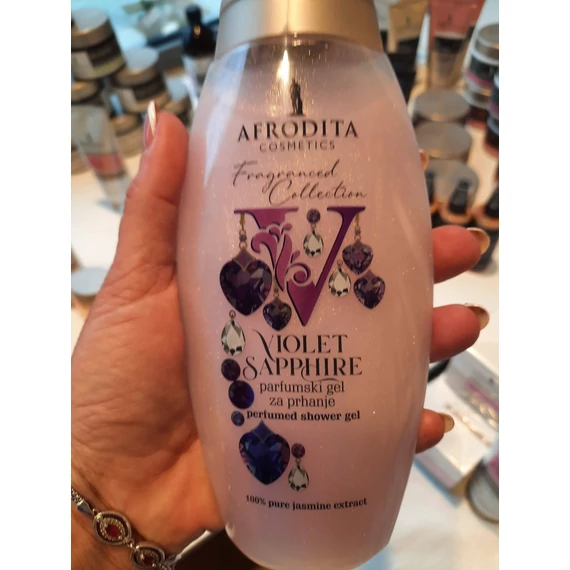 AFRODITA
COSMETICS
Fragranced
Collection
V
VIOLET
SAPPHIRE
parfumski gel
za prhanje
perfumed shower gel
100% pure jasmine extract